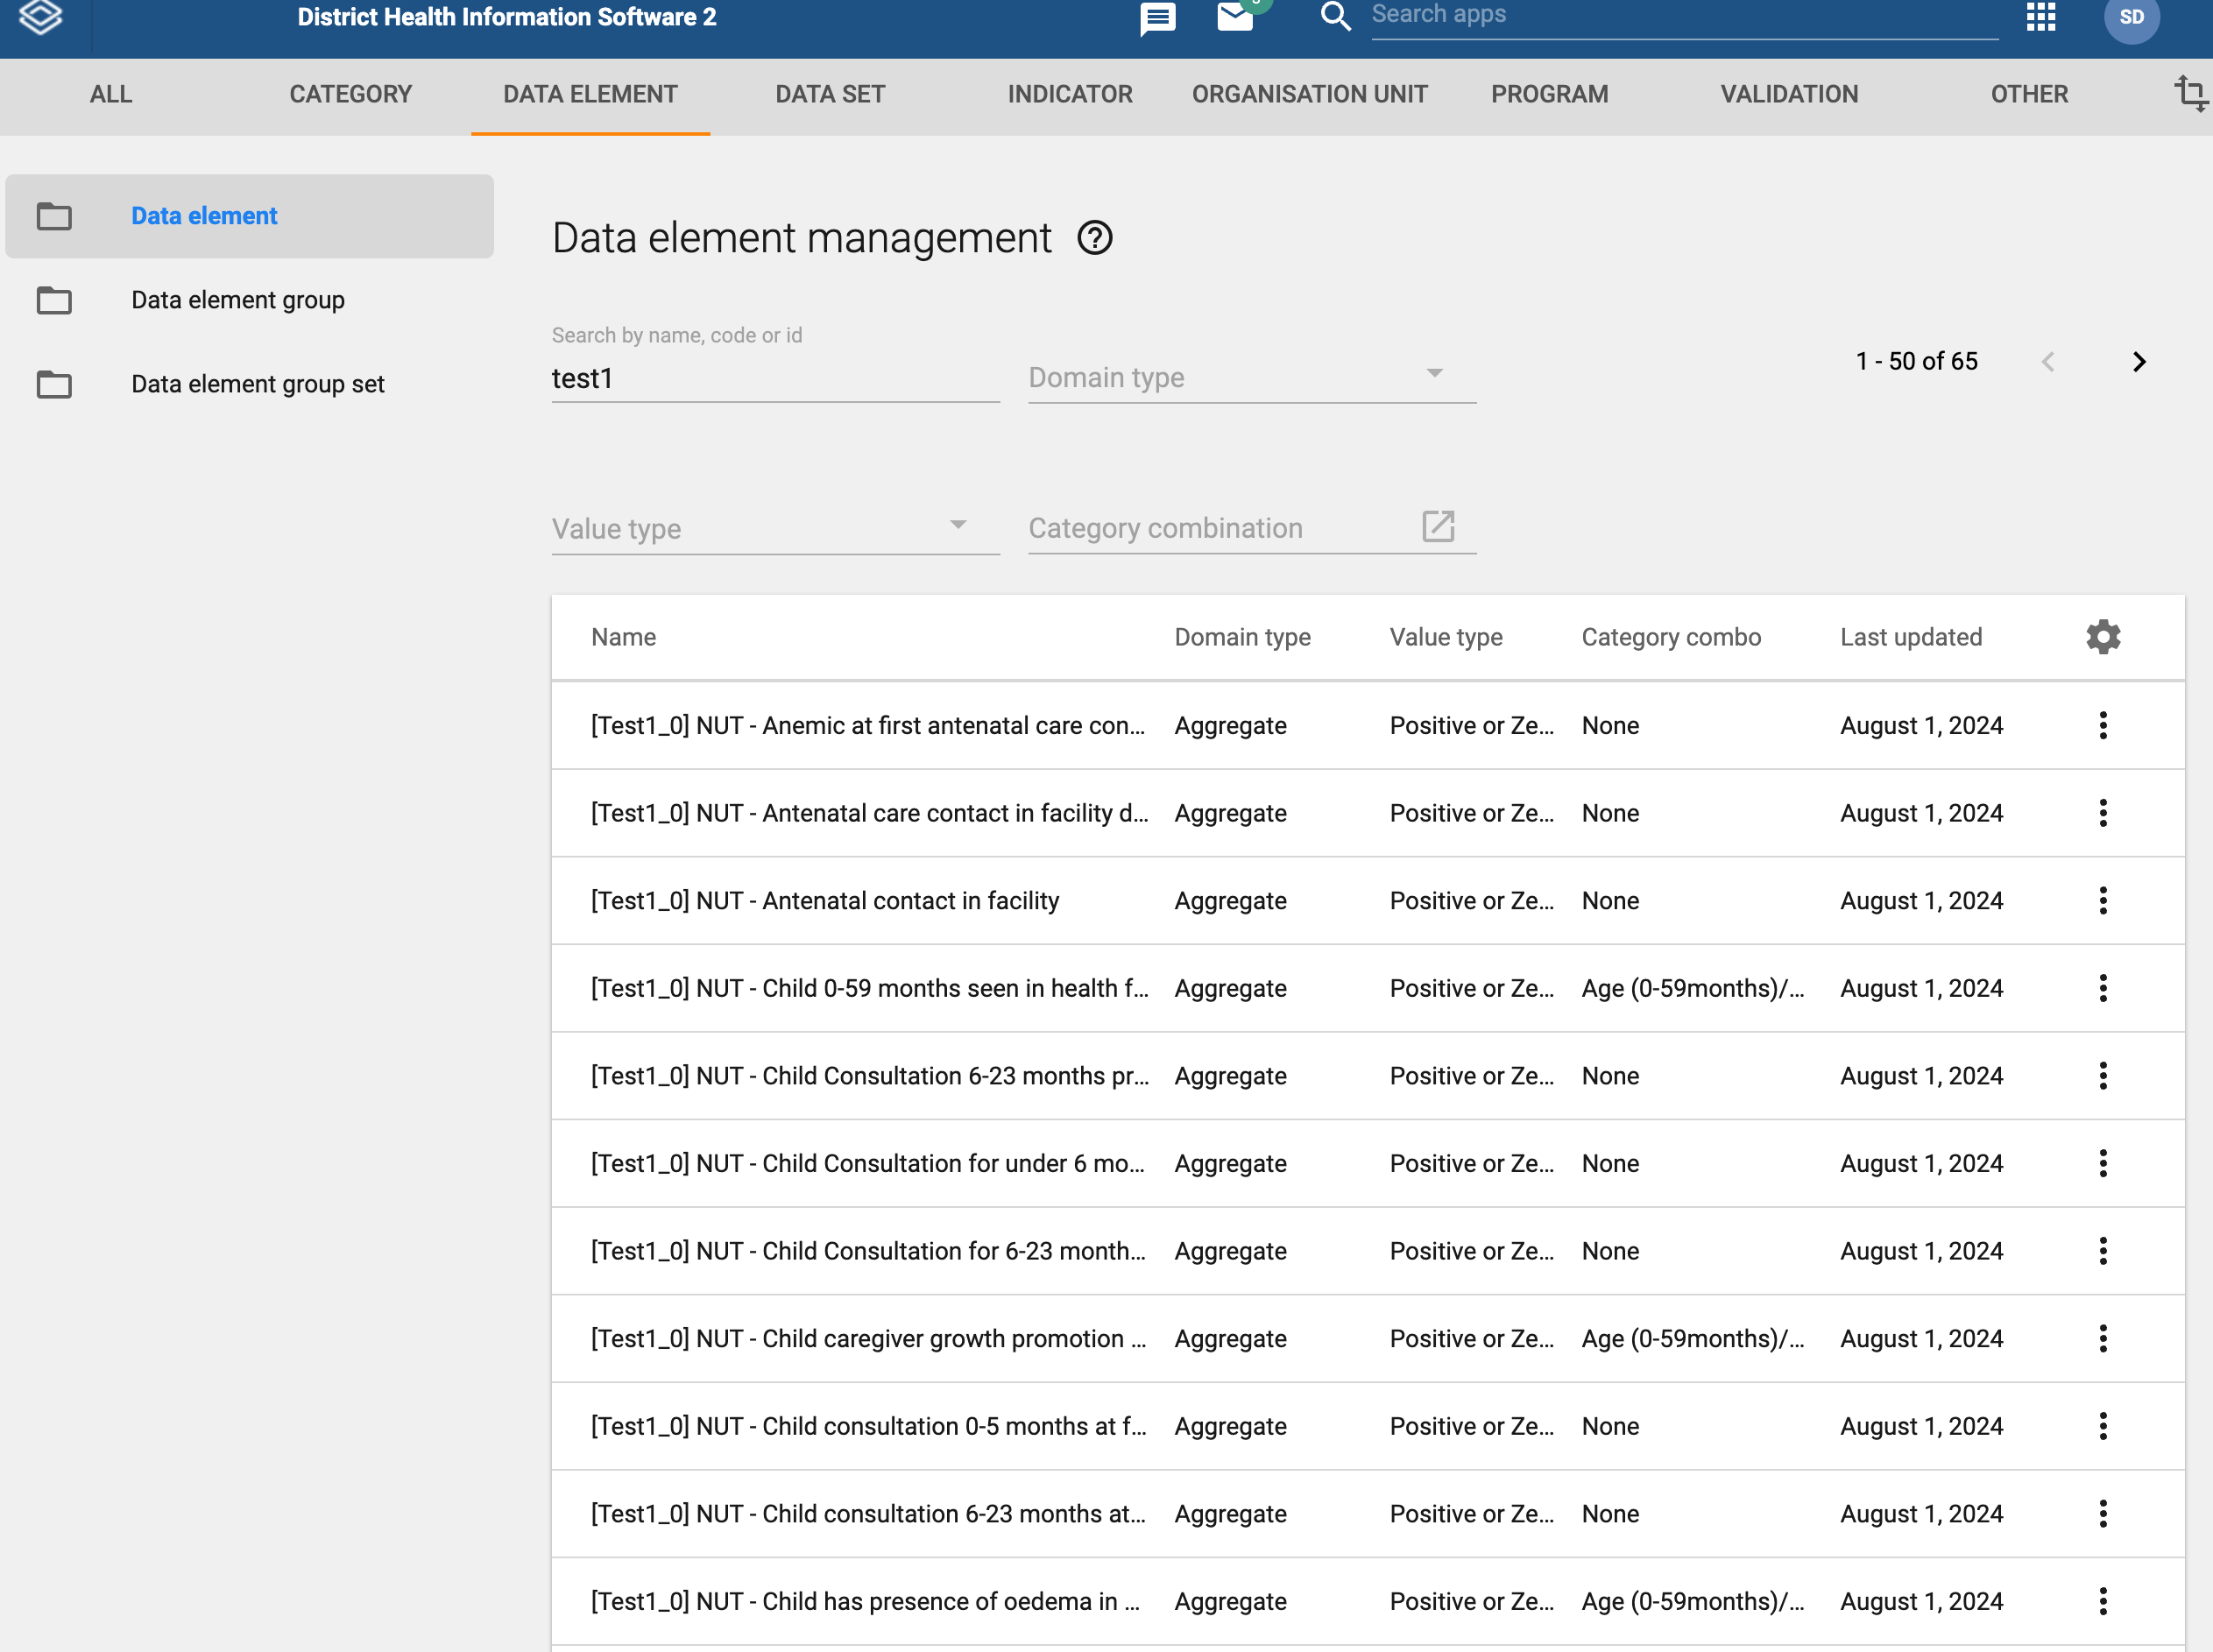 District Health Information Software 2
Search apps
SD
ALL CATEGORY DATA ELEMENT DATA SET INDICATOR ORGANISATION UNIT PROGRAM VALIDATION OTHER
Data element
Data element group
Data element group set
Data element management
Search by name, code or id
test1
Domain type
1 - 50 of 65
Value type
Category combination
Name Domain type Value type Category combo Last updated
[Test1_0] NUT - Anemic at first antenatal care con... Aggregate Positive or Ze... None August 1, 2024
[Test1_0] NUT - Antenatal care contact in facility d... Aggregate Positive or Ze... None August 1, 2024
[Test1_0] NUT - Antenatal contact in facility Aggregate Positive or Ze... None August 1, 2024
[Test1_0] NUT - Child 0-59 months seen in health f... Aggregate Positive or Ze... Age (0-59months)/... August 1, 2024
[Test1_0] NUT - Child Consultation 6-23 months pr... Aggregate Positive or Ze... None August 1, 2024
[Test1_0] NUT - Child Consultation for under 6 mo... Aggregate Positive or Ze... None August 1, 2024
[Test1_0] NUT - Child Consultation for 6-23 month... Aggregate Positive or Ze... None August 1, 2024
[Test1_0] NUT - Child caregiver growth promotion ... Aggregate Positive or Ze... Age (0-59months)/... August 1, 2024
[Test1_0] NUT - Child consultation 0-5 months at f... Aggregate Positive or Ze... None August 1, 2024
[Test1_0] NUT - Child consultation 6-23 months at... Aggregate Positive or Ze... None August 1, 2024
[Test1_0] NUT - Child has presence of oedema in ... Aggregate Positive or Ze... Age (0-59months)/... August 1, 2024